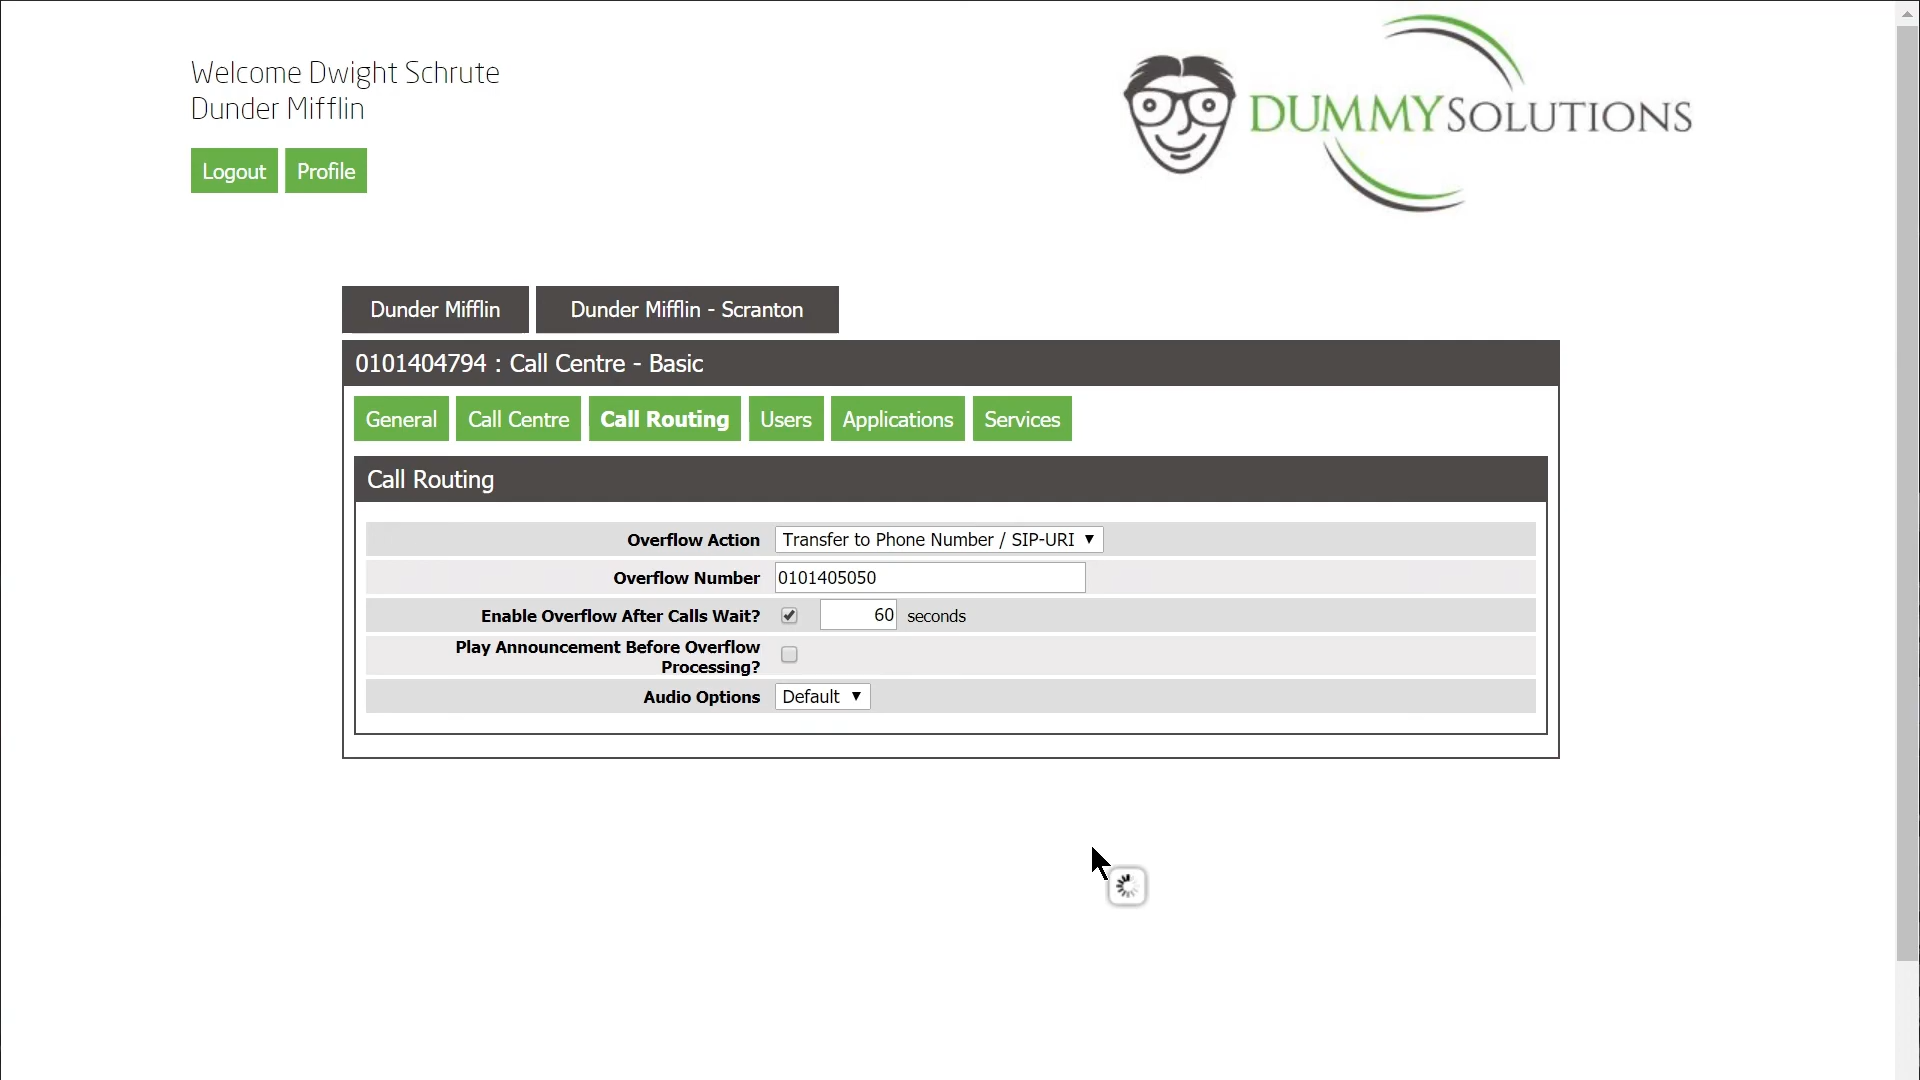 Welcome Dwight Schrute
Dunder Mifflin
Logout Profile
DUMMYSOLUTIONS
Dunder Mifflin Dunder Mifflin - Scranton
0101404794 : Call Centre - Basic
General Call Centre Call Routing Users Applications Services
Call Routing
Overflow Action Transfer to Phone Number / SIP-URI
Overflow Number 0101405050
Enable Overflow After Calls Wait? 60 seconds
Play Announcement Before Overflow
Processing?
Audio Options Default